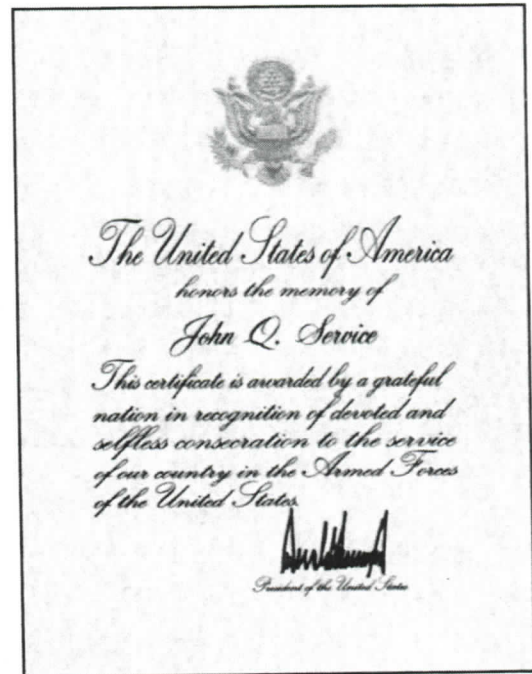 The United States of America
honors the memory of
John Q. Service
This certificate is awarded by a grateful
nation in recognition of devoted and
selfless consecration to the service
of our country in the Armed Forces
of the United States.
President of the United States